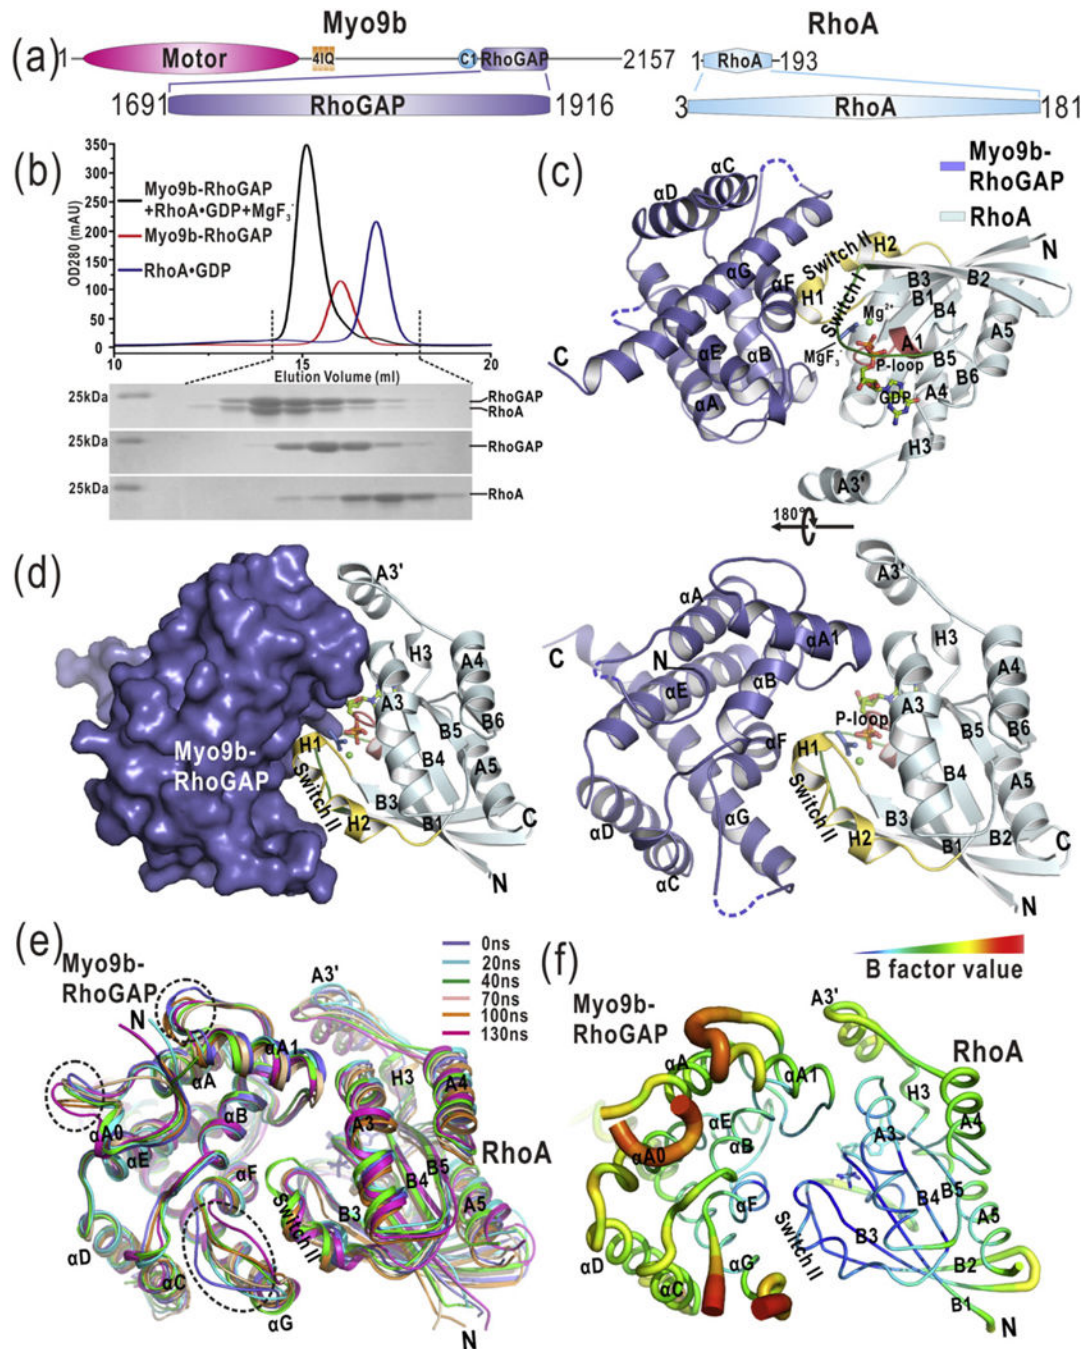 (a)
Myo9b
RhoA
1 Motor 4IQ C1 RhoGAP 2157
1 RhoA 193
1691 RhoGAP 1916
3 RhoA 181
(b)
OD280 (mAU)
350
300
250
200
150
100
50
0
10 15 20
Elution Volume (ml)
Myo9b-RhoGAP
+RhoA•GDP+MgF3-
Myo9b-RhoGAP
RhoA•GDP
25kDa
RhoGAP
RhoA
25kDa
RhoGAP
25kDa
RhoA
(c)
Myo9b-
RhoGAP
RhoA
αC
αD
αG
αF
αE
αB
αA
C
Switch II
H2
H1
Switch I
N
B3
B2
B1
B4
Mg2+
A1
A5
MgF3-
P-loop
B5
B6
GDP
A4
H3
A3'
180°
C
αA
αA1
N
αE
αB
αF
αD
αG
αC
A3'
H3
A4
A3
P-loop
B5
B6
H1
B4
A5
Switch II
B3
H2
B1
B2
C
N
(d)
Myo9b-
RhoGAP
A3'
H3
A4
A3
B5
B6
H1
B4
A5
Switch II
B3
H2
B1
C
N
(e)
Myo9b-
RhoGAP
0ns
20ns
40ns
70ns
100ns
130ns
N
A3'
αA1
αA
H3
A4
αB
αA0
αE
A3
RhoA
αF
B5
B4
B3
A5
Switch II
αD
αC
αG
N
(f)
B factor value
Myo9b-
RhoGAP
A3'
RhoA
αA
αA1
H3
αE
A3
A4
αA0
αB
αF
B4
B5
A5
B3
Switch II
αD
αC
αG
B2
B1
N